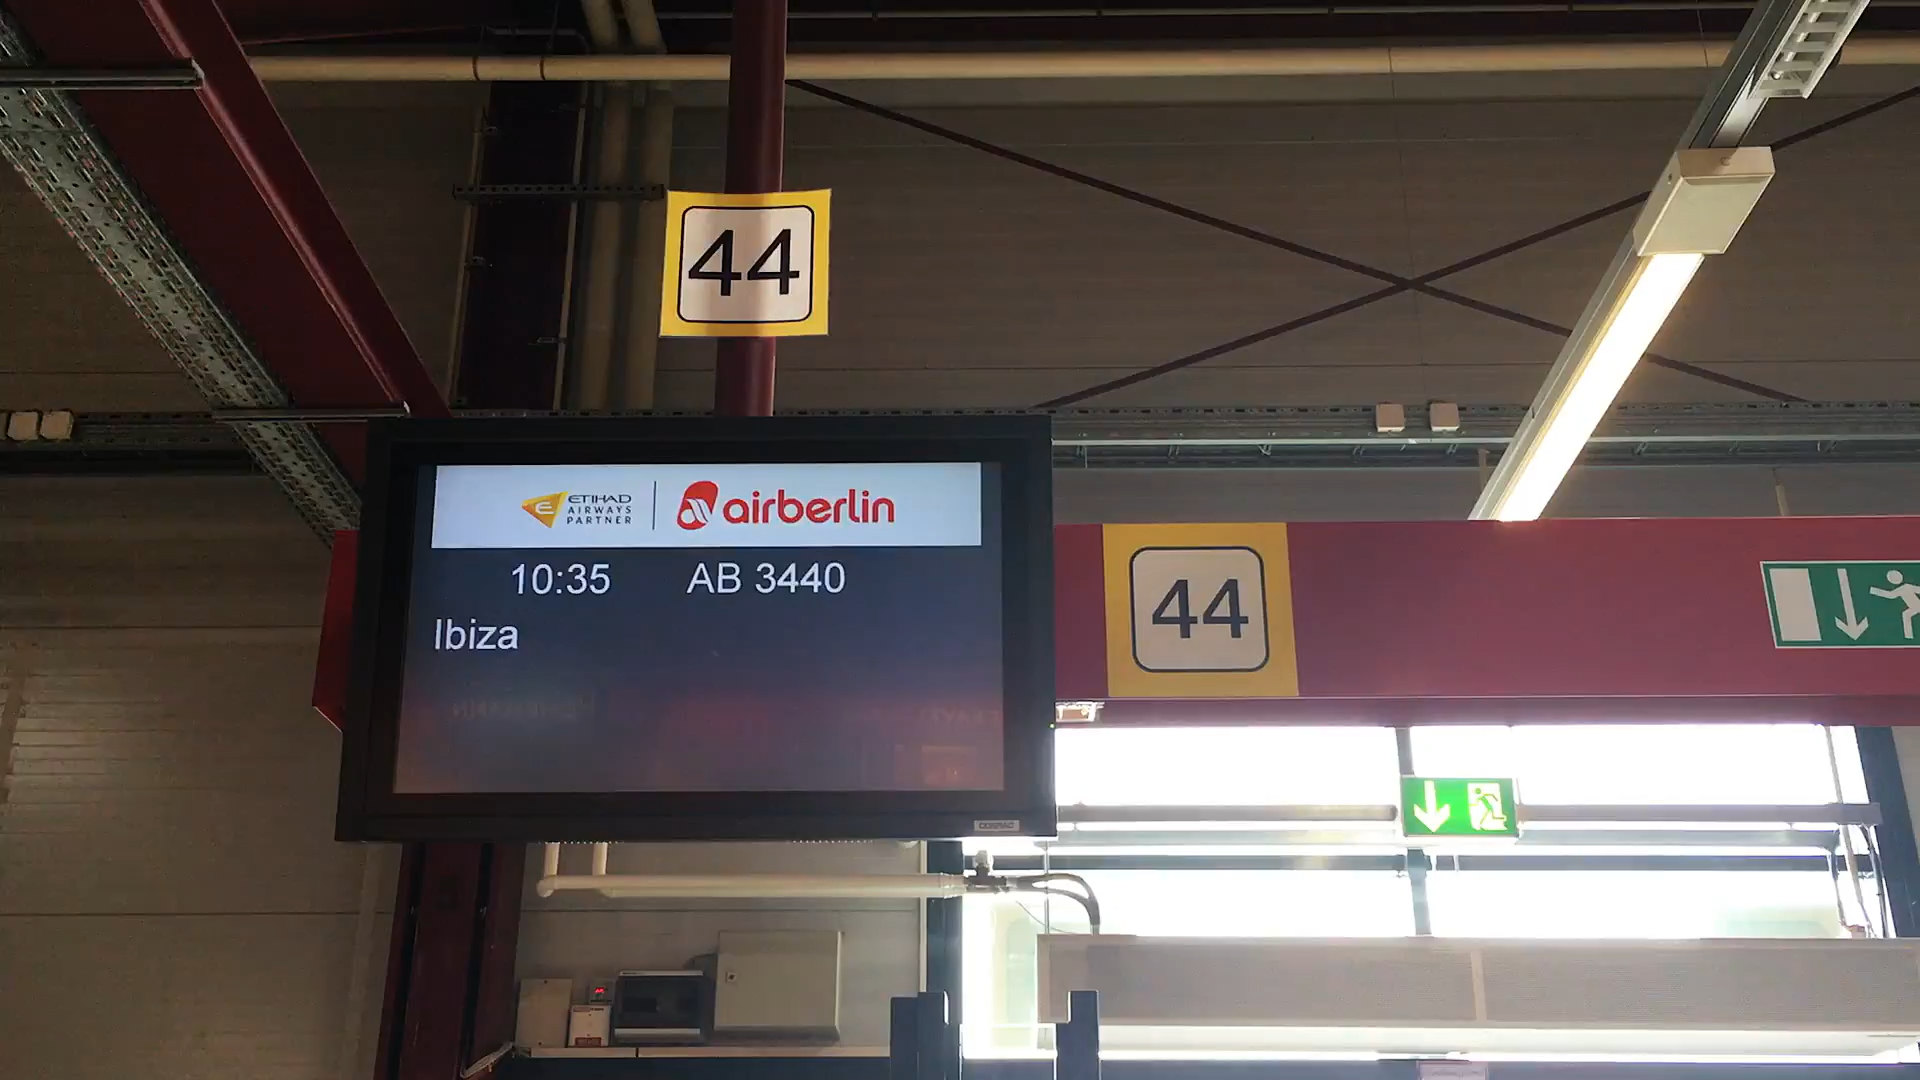 44
ETIHAD
AIRWAYS
PARTNER
airberlin
10:35 AB 3440
Ibiza
44